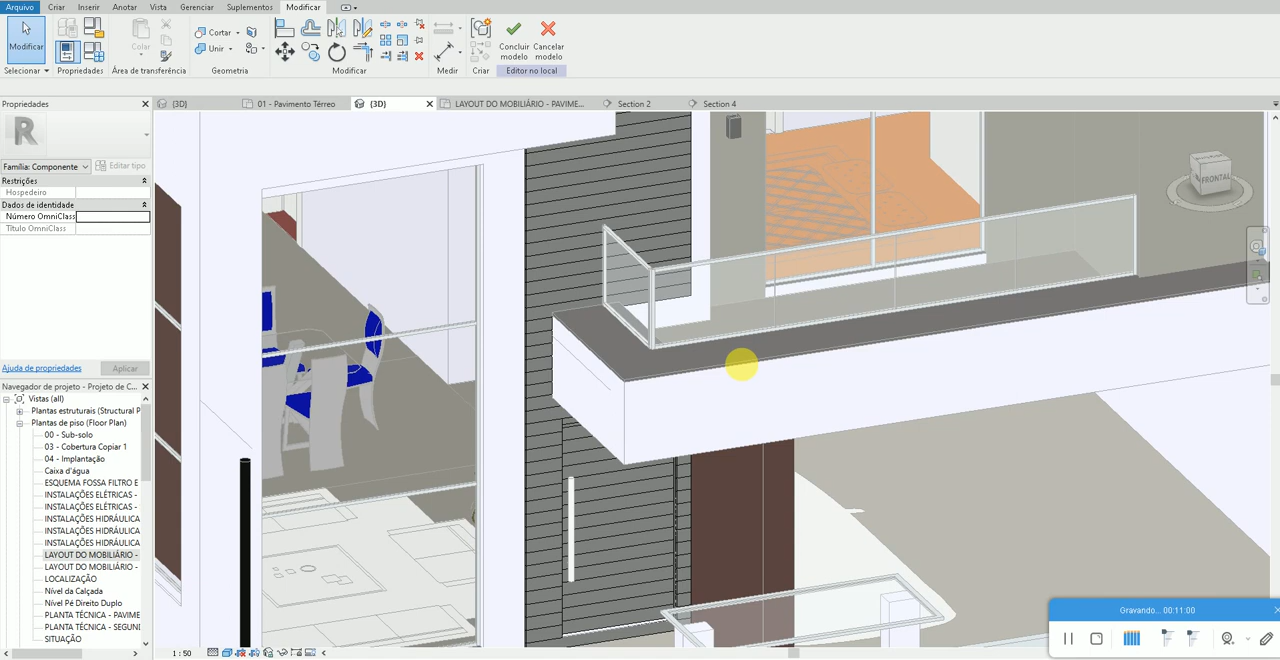 Arquivo Criar Inserir Anotar Vista Gerenciar Suplementos Modificar
Modificar
Colar
Cortar
Unir
Concluir modelo
Cancelar modelo
Selecionar Propriedades Área de transferência Geometria Modificar Medir Criar Editor no local
Propriedades
{3D} 01 - Pavimento Térreo {3D} LAYOUT DO MOBILIÁRIO - PAVIME... Section 2 Section 4
R
Família: Componente Editar tipo
Restrições
Hospedeiro
Dados de identidade
Número OmniClass
Título OmniClass
Ajuda de propriedades Aplicar
Navegador de projeto - Projeto de C...
Vistas (all)
Plantas estruturais (Structural P
Plantas de piso (Floor Plan)
00 - Sub-solo
03 - Cobertura Copiar 1
04 - Implantação
Caixa d'água
ESQUEMA FOSSA FILTRO E
INSTALAÇÕES ELÉTRICAS -
INSTALAÇÕES ELÉTRICAS -
INSTALAÇÕES HIDRÁULICA
INSTALAÇÕES HIDRÁULICA
INSTALAÇÕES HIDRÁULICA
LAYOUT DO MOBILIÁRIO -
LAYOUT DO MOBILIÁRIO -
LOCALIZAÇÃO
Nível da Calçada
Nível Pé Direito Duplo
PLANTA TÉCNICA - PAVIME
PLANTA TÉCNICA - SEGUN
SITUAÇÃO
FRONTAL
1 : 50
Gravando... 00:11:00